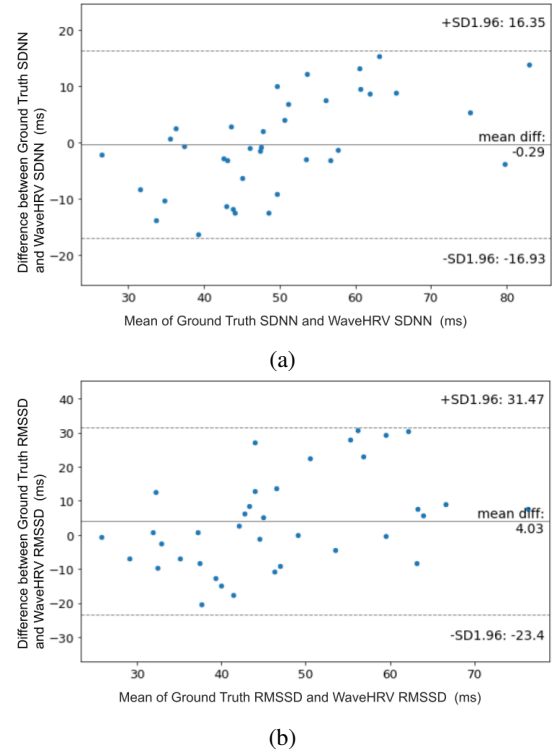 20
10
0
−10
−20
+SD1.96: 16.35
mean diff:
-0.29
-SD1.96: -16.93
30 40 50 60 70 80
Difference between Ground Truth SDNN
and WaveHRV SDNN (ms)
Mean of Ground Truth SDNN and WaveHRV SDNN (ms)
(a)
40
30
20
10
0
−10
−20
−30
+SD1.96: 31.47
mean diff:
4.03
-SD1.96: -23.4
30 40 50 60 70
Difference between Ground Truth RMSSD
and WaveHRV RMSSD (ms)
Mean of Ground Truth RMSSD and WaveHRV RMSSD (ms)
(b)